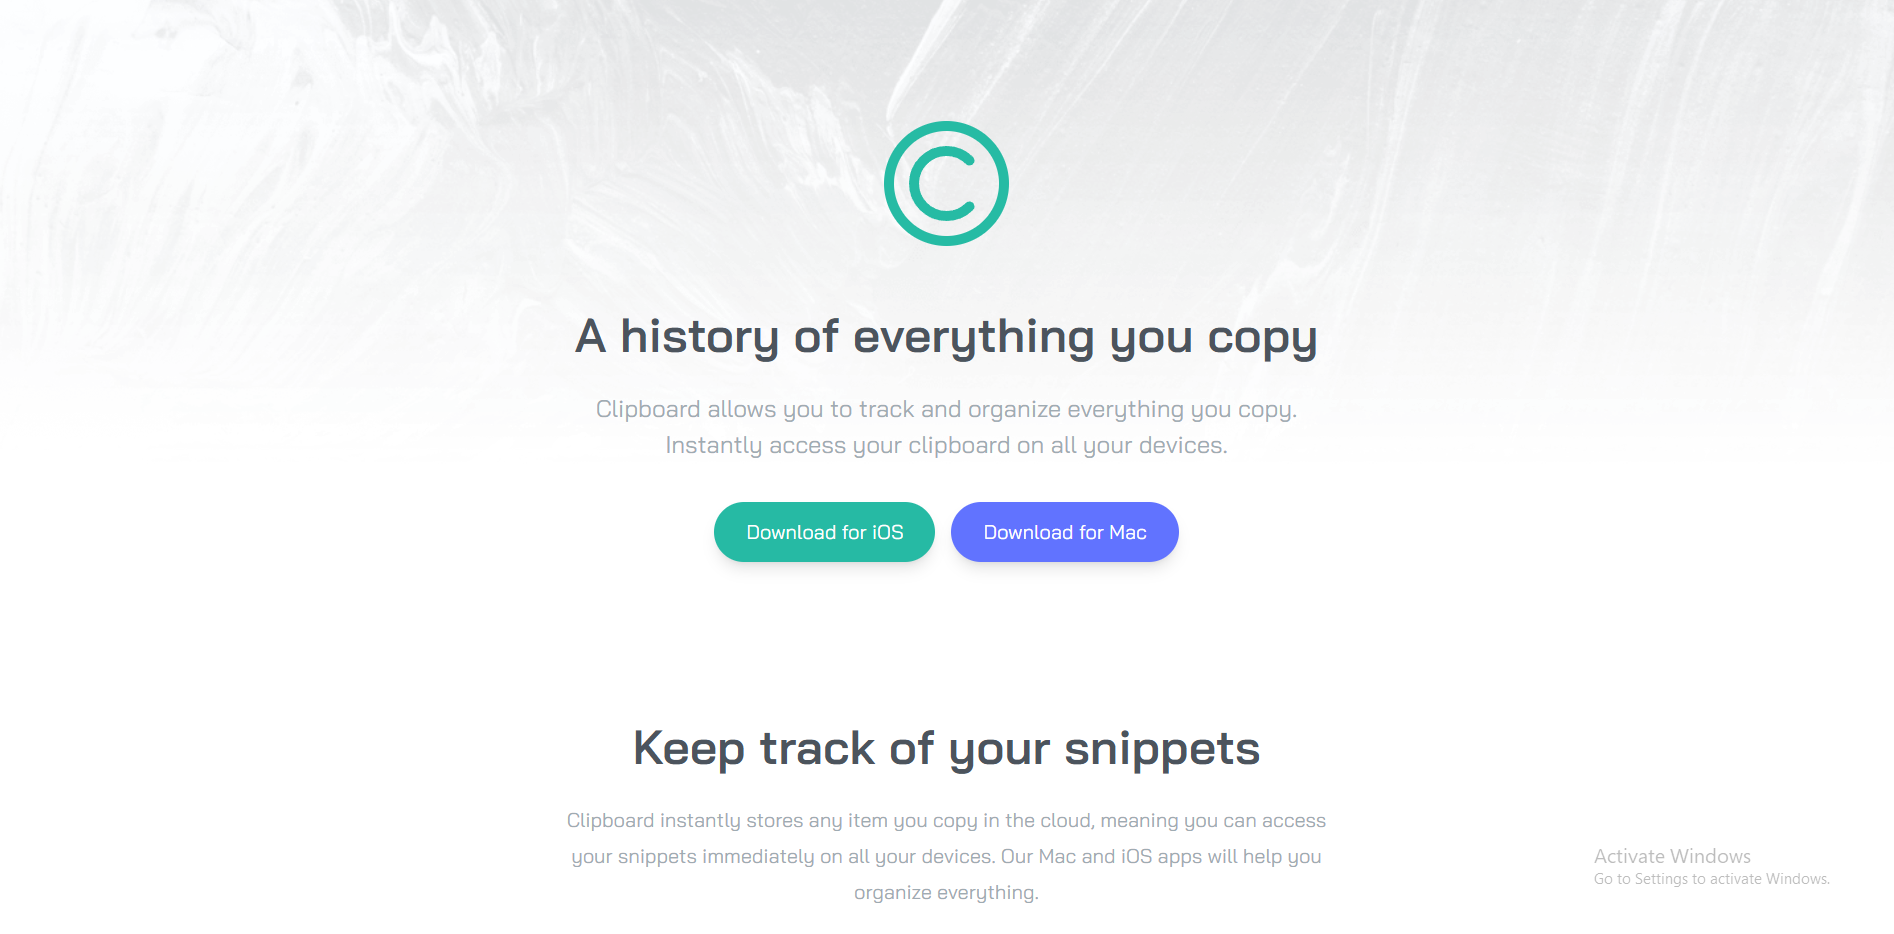 A history of everything you copy
Clipboard allows you to track and organize everything you copy.
Instantly access your clipboard on all your devices.
Download for iOS
Download for Mac
Keep track of your snippets
Clipboard instantly stores any item you copy in the cloud, meaning you can access
your snippets immediately on all your devices. Our Mac and iOS apps will help you
organize everything.
Activate Windows
Go to Settings to activate Windows.